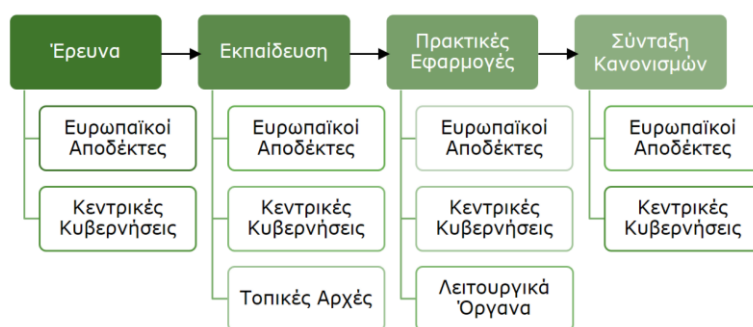 Έρευνα
Εκπαίδευση
Πρακτικές
Εφαρμογές
Σύνταξη
Κανονισμών
Ευρωπαϊκοί
Αποδέκτες
Κεντρικές
Κυβερνήσεις
Ευρωπαϊκοί
Αποδέκτες
Κεντρικές
Κυβερνήσεις
Τοπικές Αρχές
Ευρωπαϊκοί
Αποδέκτες
Κεντρικές
Κυβερνήσεις
Λειτουργικά
Όργανα
Ευρωπαϊκοί
Αποδέκτες
Κεντρικές
Κυβερνήσεις